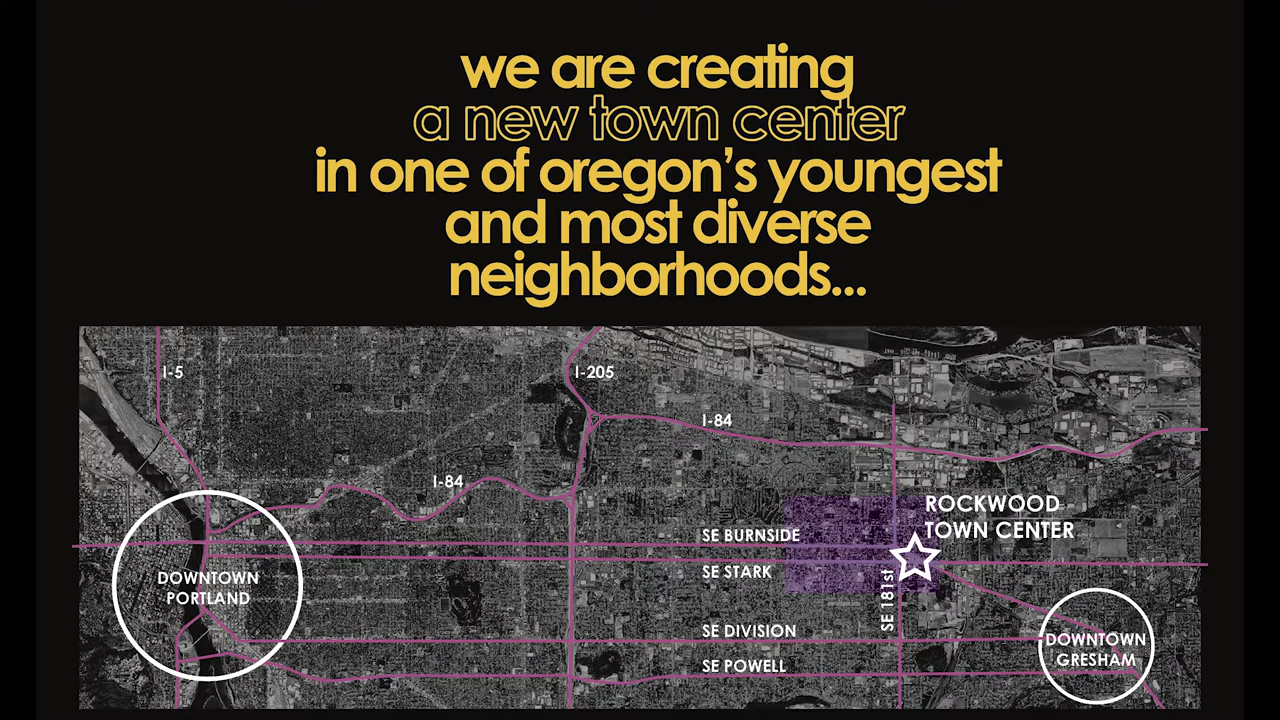 we are creating
a new town center
in one of oregon's youngest
and most diverse
neighborhoods...
I-5
I-205
I-84
I-84
ROCKWOOD
TOWN CENTER
SE BURNSIDE
SE STARK
DOWNTOWN
PORTLAND
SE 181st
SE DIVISION
DOWNTOWN
GRESHAM
SE POWELL